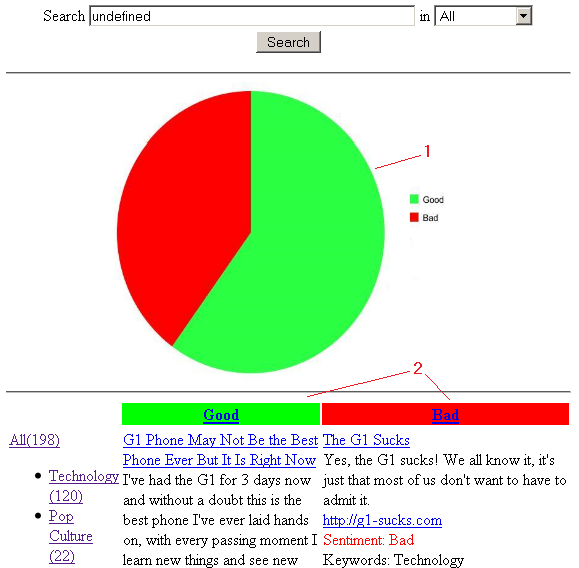 Search undefined in All
Search
1
Good
Bad
2
Good Bad
All(198)
Technology
(120)
Pop
Culture
(22)
G1 Phone May Not Be the Best
Phone Ever But It Is Right Now
I've had the G1 for 3 days now
and without a doubt this is the
best phone I've ever laid hands
on, with every passing moment I
learn new things and see new
The G1 Sucks
Yes, the G1 sucks! We all know it, it's
just that most of us don't want to have to
admit it.
http://g1-sucks.com
Sentiment: Bad
Keywords: Technology